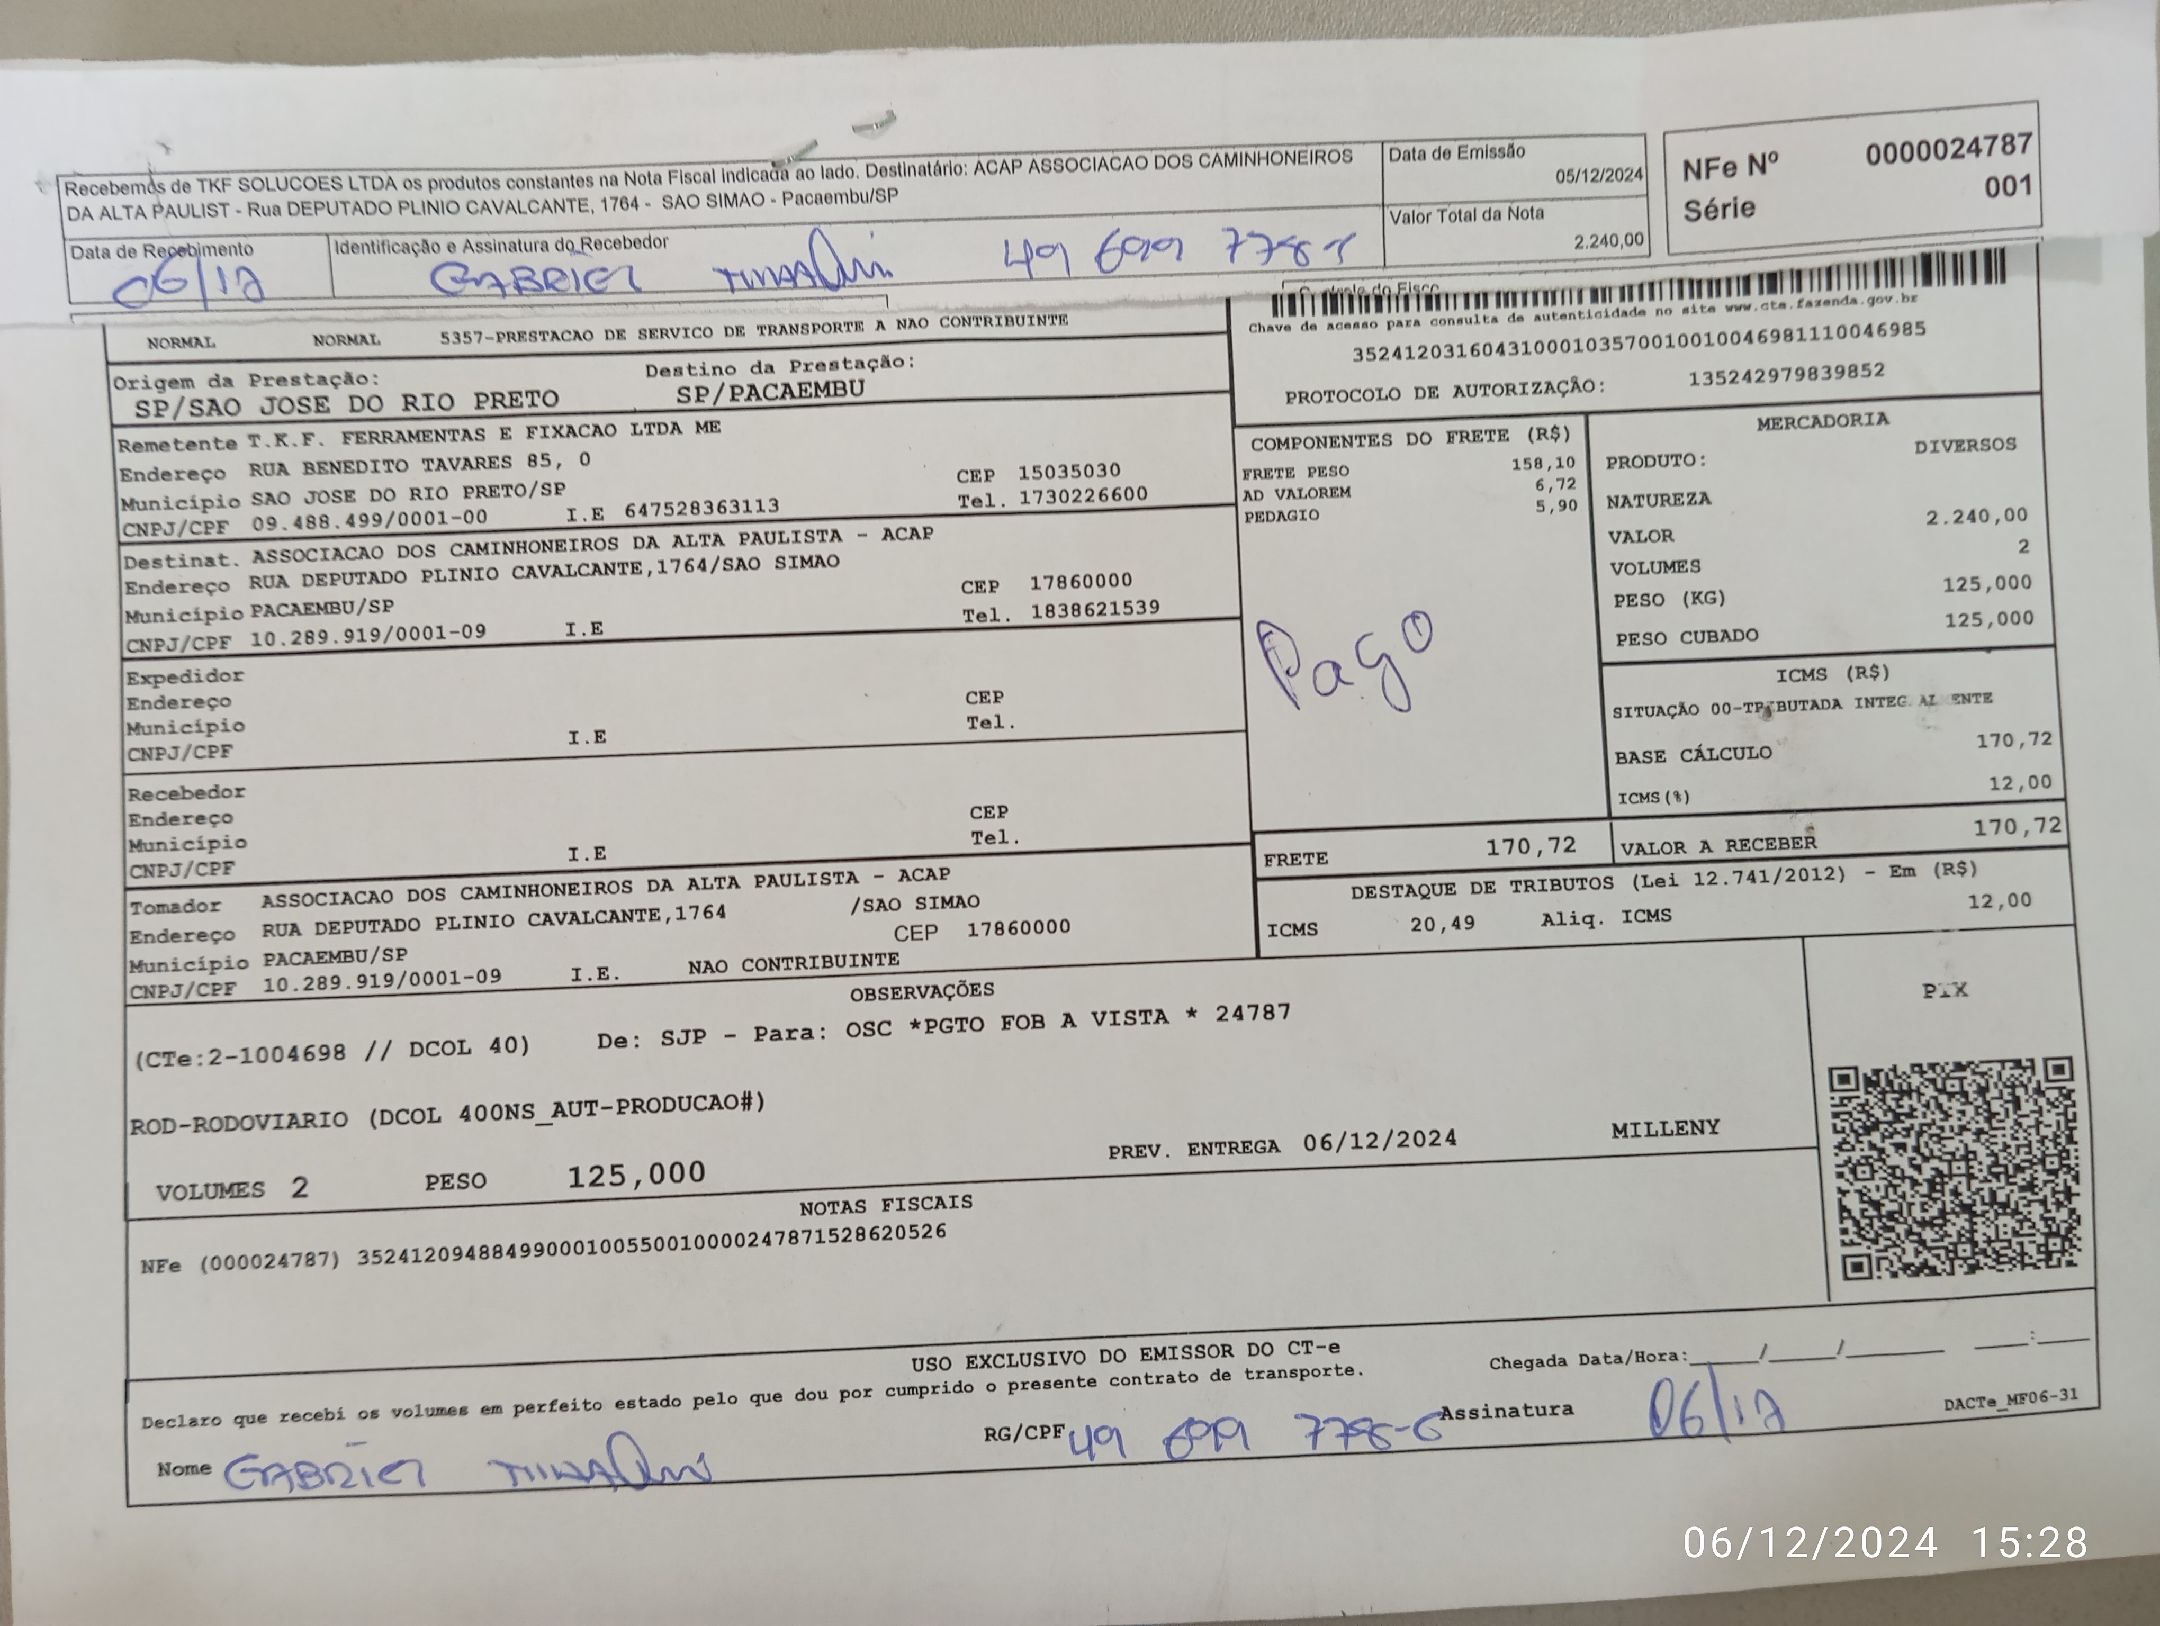 Recebemos de TKF SOLUCOES LTDA os produtos constantes na Nota Fiscal indicada ao lado. Destinatário: ACAP ASSOCIACAO DOS CAMINHONEIROS
DA ALTA PAULIST - Rua DEPUTADO PLINIO CAVALCANTE, 1764 - SAO SIMAO - Pacaembu/SP
Data de Emissão
05/12/2024
Valor Total da Nota
2.240,00
NFe Nº 0000024787
Série 001
Data de Recebimento
06/12
Identificação e Assinatura do Recebedor
GABRIEL 49 699 778
NORMAL NORMAL 5357-PRESTACAO DE SERVICO DE TRANSPORTE A NAO CONTRIBUINTE
Origem da Prestação: Destino da Prestação:
SP/SAO JOSE DO RIO PRETO SP/PACAEMBU
do Fisco
Chave de acesso para consulta de autenticidade no site www.cte.fazenda.gov.br
35241203160431000103570010010046981110046985
PROTOCOLO DE AUTORIZAÇÃO: 135242979839852
Remetente T.K.F. FERRAMENTAS E FIXACAO LTDA ME
Endereço RUA BENEDITO TAVARES 85, 0 CEP 15035030
Município SAO JOSE DO RIO PRETO/SP Tel. 1730226600
CNPJ/CPF 09.488.499/0001-00 I.E 647528363113
Destinat. ASSOCIACAO DOS CAMINHONEIROS DA ALTA PAULISTA - ACAP
Endereço RUA DEPUTADO PLINIO CAVALCANTE,1764/SAO SIMAO CEP 17860000
Município PACAEMBU/SP Tel. 1838621539
CNPJ/CPF 10.289.919/0001-09 I.E
Expedidor
Endereço CEP
Município Tel.
CNPJ/CPF I.E
Recebedor
Endereço CEP
Município Tel.
CNPJ/CPF I.E
Tomador ASSOCIACAO DOS CAMINHONEIROS DA ALTA PAULISTA - ACAP
Endereço RUA DEPUTADO PLINIO CAVALCANTE,1764 /SAO SIMAO
Município PACAEMBU/SP CEP 17860000
CNPJ/CPF 10.289.919/0001-09 I.E. NAO CONTRIBUINTE
COMPONENTES DO FRETE (R$)
FRETE PESO 158,10
AD VALOREM 6,72
PEDAGIO 5,90
Pago
MERCADORIA
PRODUTO: DIVERSOS
NATUREZA
VALOR 2.240,00
VOLUMES 2
PESO (KG) 125,000
PESO CUBADO 125,000
ICMS (R$)
SITUAÇÃO 00-TRIBUTADA INTEGRALMENTE
BASE CÁLCULO 170,72
ICMS(%) 12,00
FRETE 170,72 VALOR A RECEBER 170,72
DESTAQUE DE TRIBUTOS (Lei 12.741/2012) - Em (R$)
ICMS 20,49 Aliq. ICMS 12,00
OBSERVAÇÕES
(CTe:2-1004698 // DCOL 40) De: SJP - Para: OSC *PGTO FOB A VISTA * 24787
ROD-RODOVIARIO (DCOL 400NS_AUT-PRODUCAO#)
PREV. ENTREGA 06/12/2024 MILLENY
VOLUMES 2 PESO 125,000
PIX
NOTAS FISCAIS
NFe (000024787) 35241209488499000100550010000247871528620526
USO EXCLUSIVO DO EMISSOR DO CT-e
Declaro que recebi os volumes em perfeito estado pelo que dou por cumprido o presente contrato de transporte.
Chegada Data/Hora:_____/_____/_______ ____:____
Nome GABRIEL RG/CPF 49 699 778-6 Assinatura 06/12
DACTe_MF06-31
06/12/2024 15:28